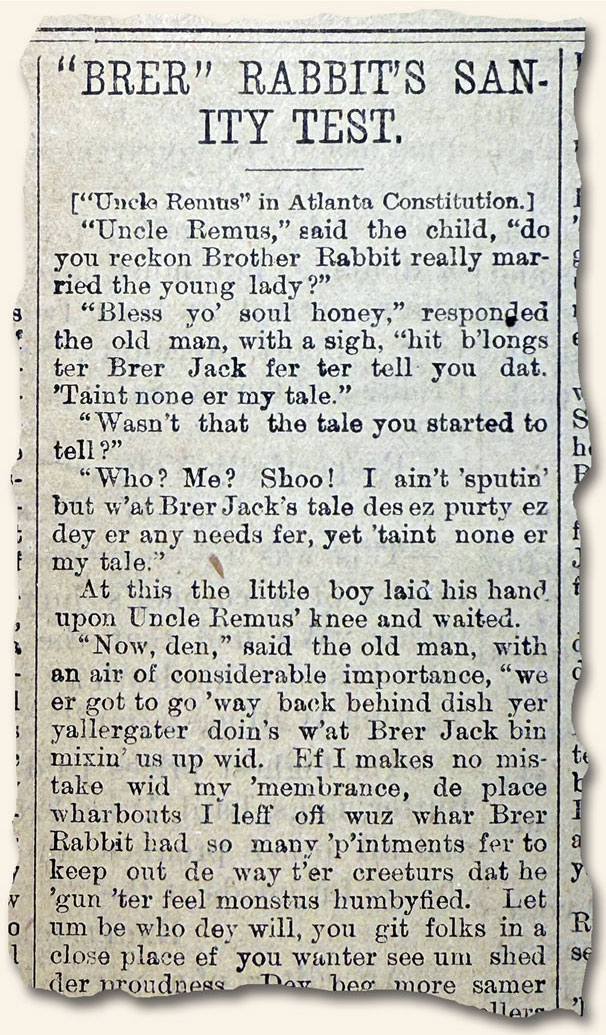 "BRER" RABBIT'S SAN-
ITY TEST.
["Uncle Remus" in Atlanta Constitution.]
"Uncle Remus," said the child, "do
you reckon Brother Rabbit really mar-
ried the young lady?"
"Bless yo' soul honey," responded
the old man, with a sigh, "hit b'longs
ter Brer Jack fer ter tell you dat.
'Taint none er my tale."
"Wasn't that the tale you started to
tell?"
"Who? Me? Shoo! I ain't 'sputin'
but w'at Brer Jack's tale des ez purty ez
dey er any needs fer, yet 'taint none er
my tale."
At this the little boy laid his hand
upon Uncle Remus' knee and waited.
"Now, den," said the old man, with
an air of considerable importance, "we
er got to go 'way back behind dish yer
yallergater doin's w'at Brer Jack bin
mixin' us up wid. Ef I makes no mis-
take wid my 'membrance, de place
wharbouts I leff off wuz whar Brer
Rabbit had so many 'p'intments fer to
keep out de way t'er creeturs dat he
'gun 'ter feel monstus humbyfied. Let
um be who dey will, you git folks in a
close place ef you wanter see um shed
der proudness. Dey beg more samer